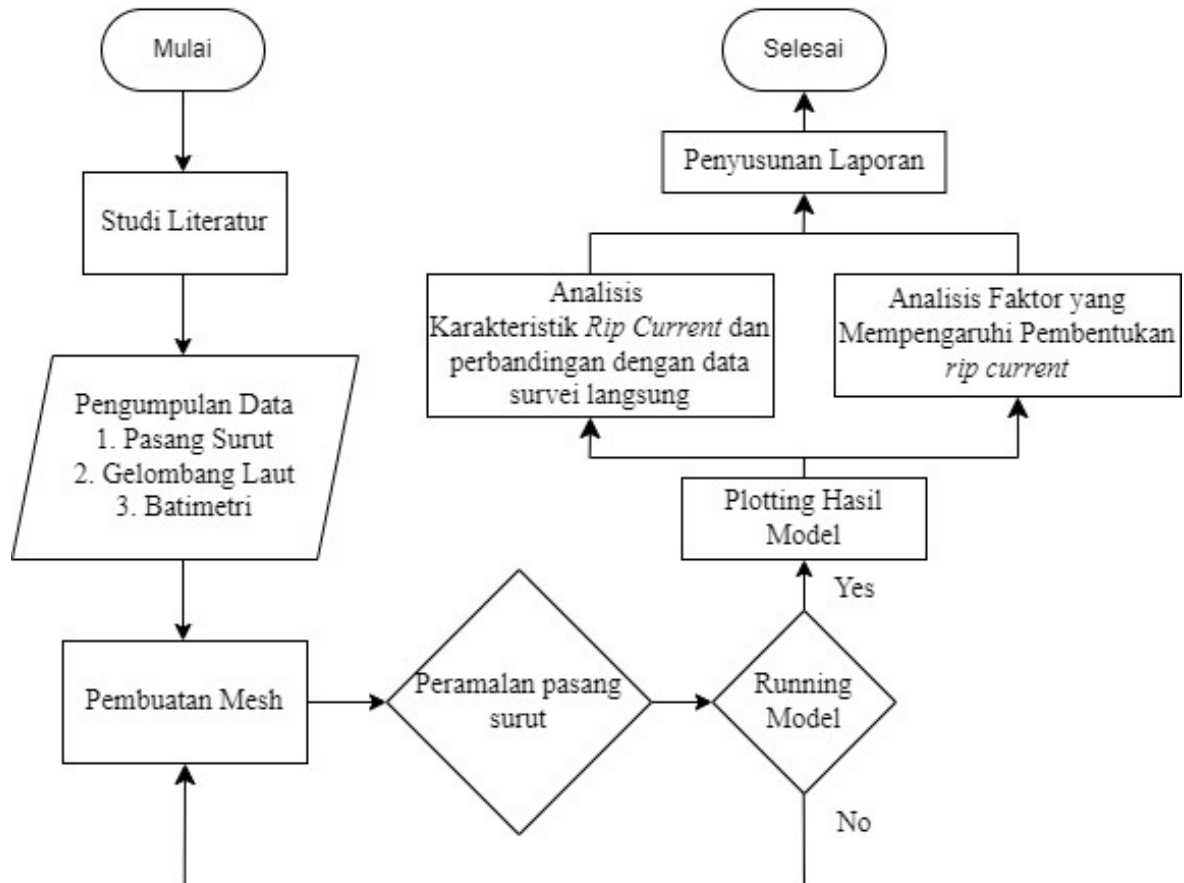 Mulai
Studi Literatur
Pengumpulan Data
1. Pasang Surut
2. Gelombang Laut
3. Batimetri
Pembuatan Mesh
Peramalan pasang
surut
Running
Model
Yes
No
Plotting Hasil
Model
Analisis
Karakteristik Rip Current dan
perbandingan dengan data
survei langsung
Analisis Faktor yang
Mempengaruhi Pembentukan
rip current
Penyusunan Laporan
Selesai